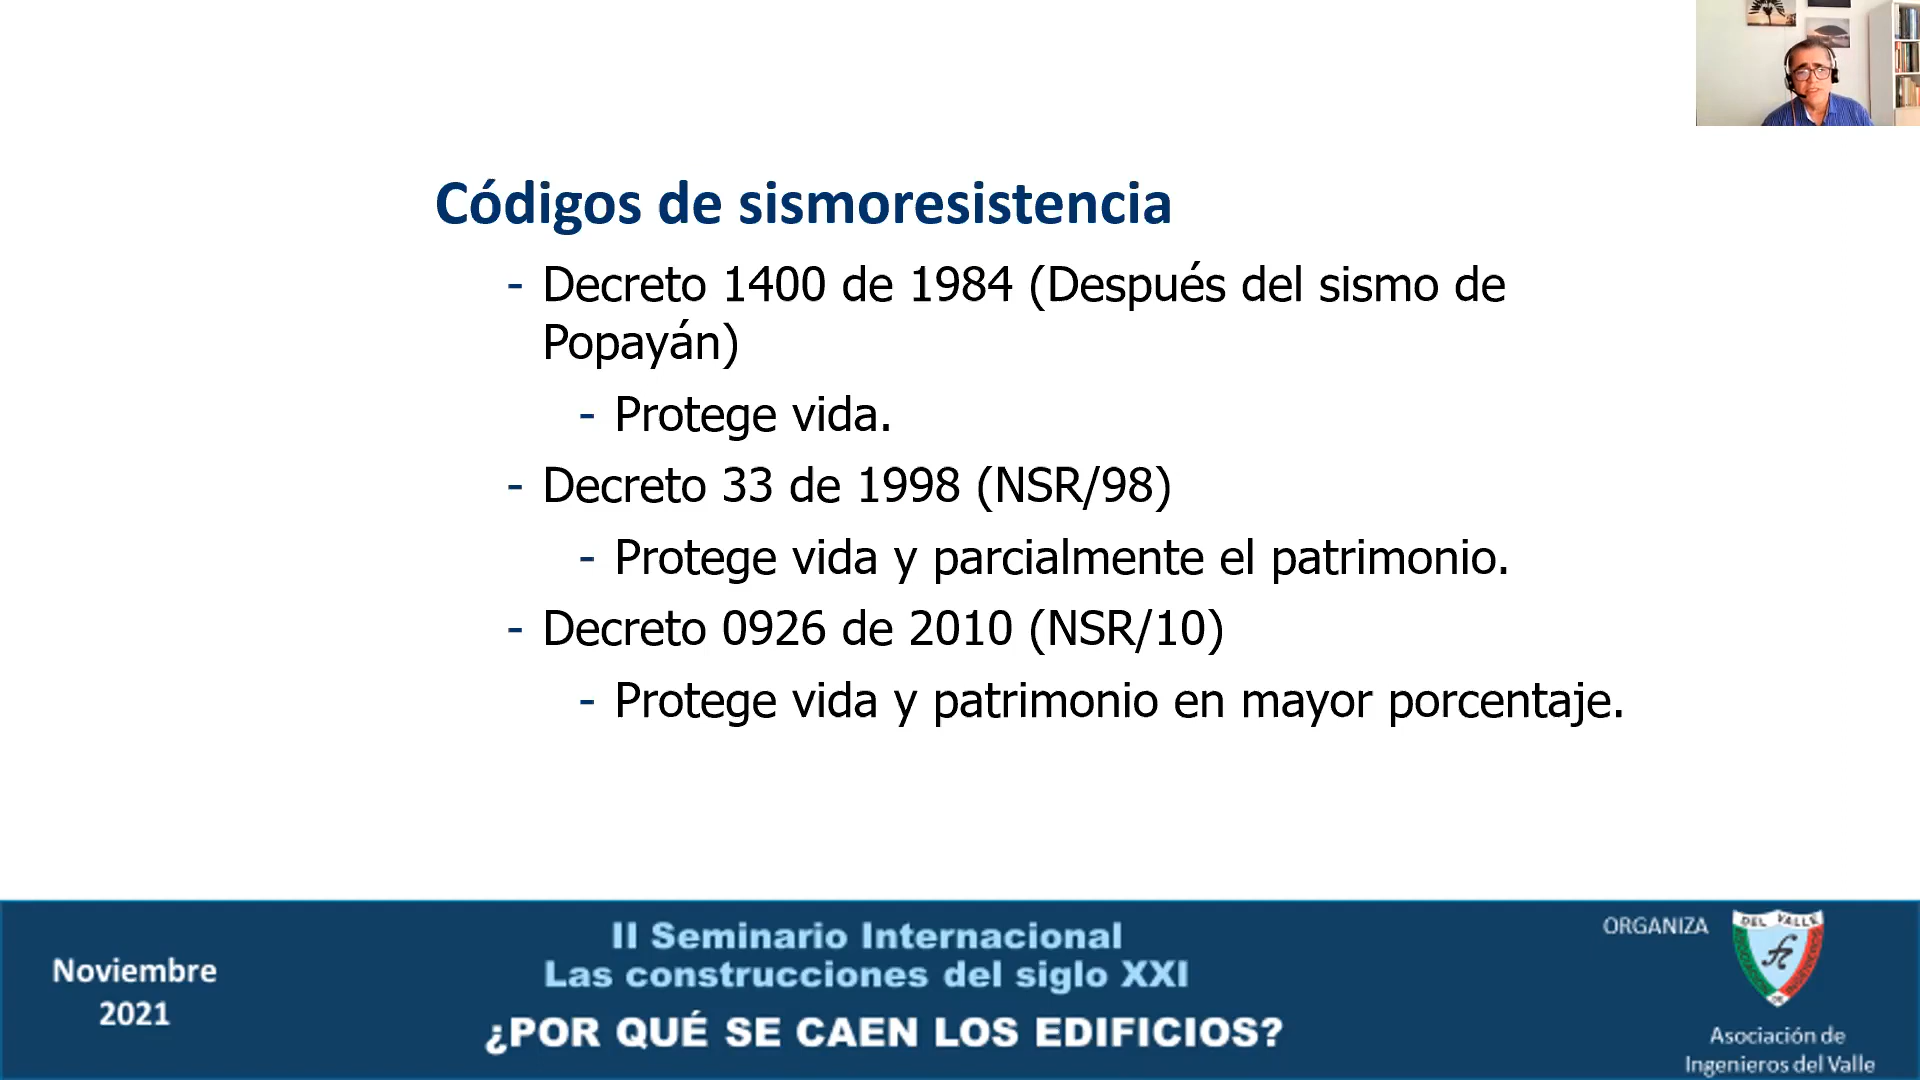 Códigos de sismoresistencia
- Decreto 1400 de 1984 (Después del sismo de
Popayán)
- Protege vida.
- Decreto 33 de 1998 (NSR/98)
- Protege vida y parcialmente el patrimonio.
- Decreto 0926 de 2010 (NSR/10)
- Protege vida y patrimonio en mayor porcentaje.
Noviembre
2021
II Seminario Internacional
Las construcciones del siglo XXI
¿POR QUÉ SE CAEN LOS EDIFICIOS?
ORGANIZA
DEL VALLE
Asociación de
Ingenieros del Valle